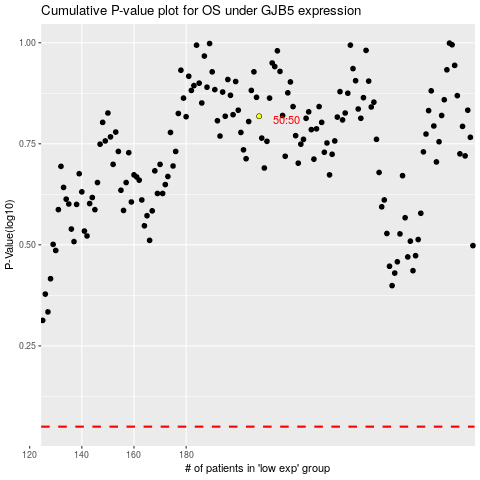 Cumulative P-value plot for OS under GJB5 expression
P-Value(log10)
1.00
0.75
0.50
0.25
50:50
120 140 160 180
# of patients in 'low exp' group